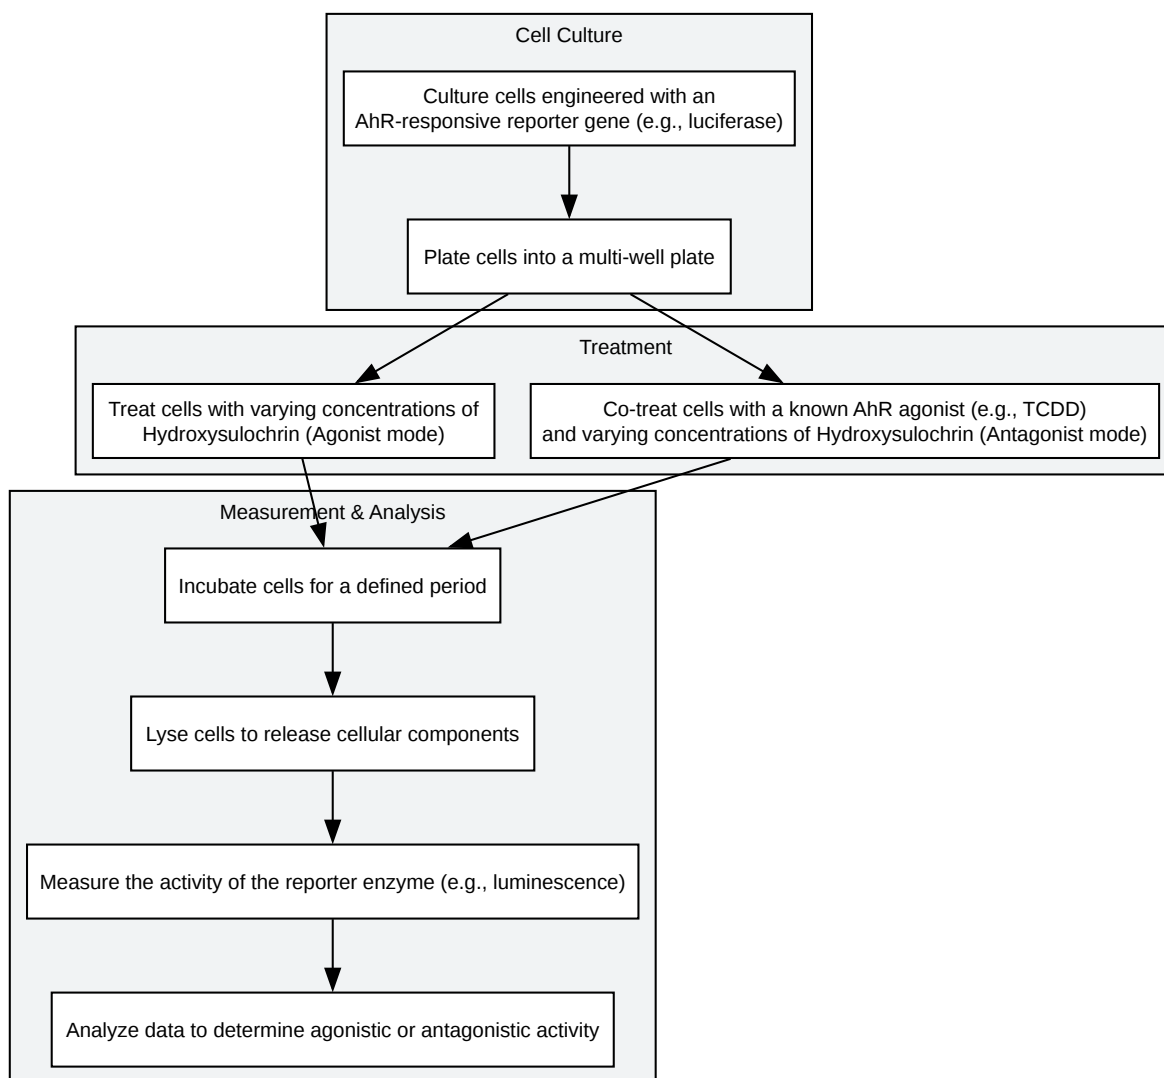 Cell Culture
Culture cells engineered with an
AhR-responsive reporter gene (e.g., luciferase)
Plate cells into a multi-well plate
Treatment
Treat cells with varying concentrations of
Hydroxysulochrin (Agonist mode)
Co-treat cells with a known AhR agonist (e.g., TCDD)
and varying concentrations of Hydroxysulochrin (Antagonist mode)
Measurement & Analysis
Incubate cells for a defined period
Lyse cells to release cellular components
Measure the activity of the reporter enzyme (e.g., luminescence)
Analyze data to determine agonistic or antagonistic activity